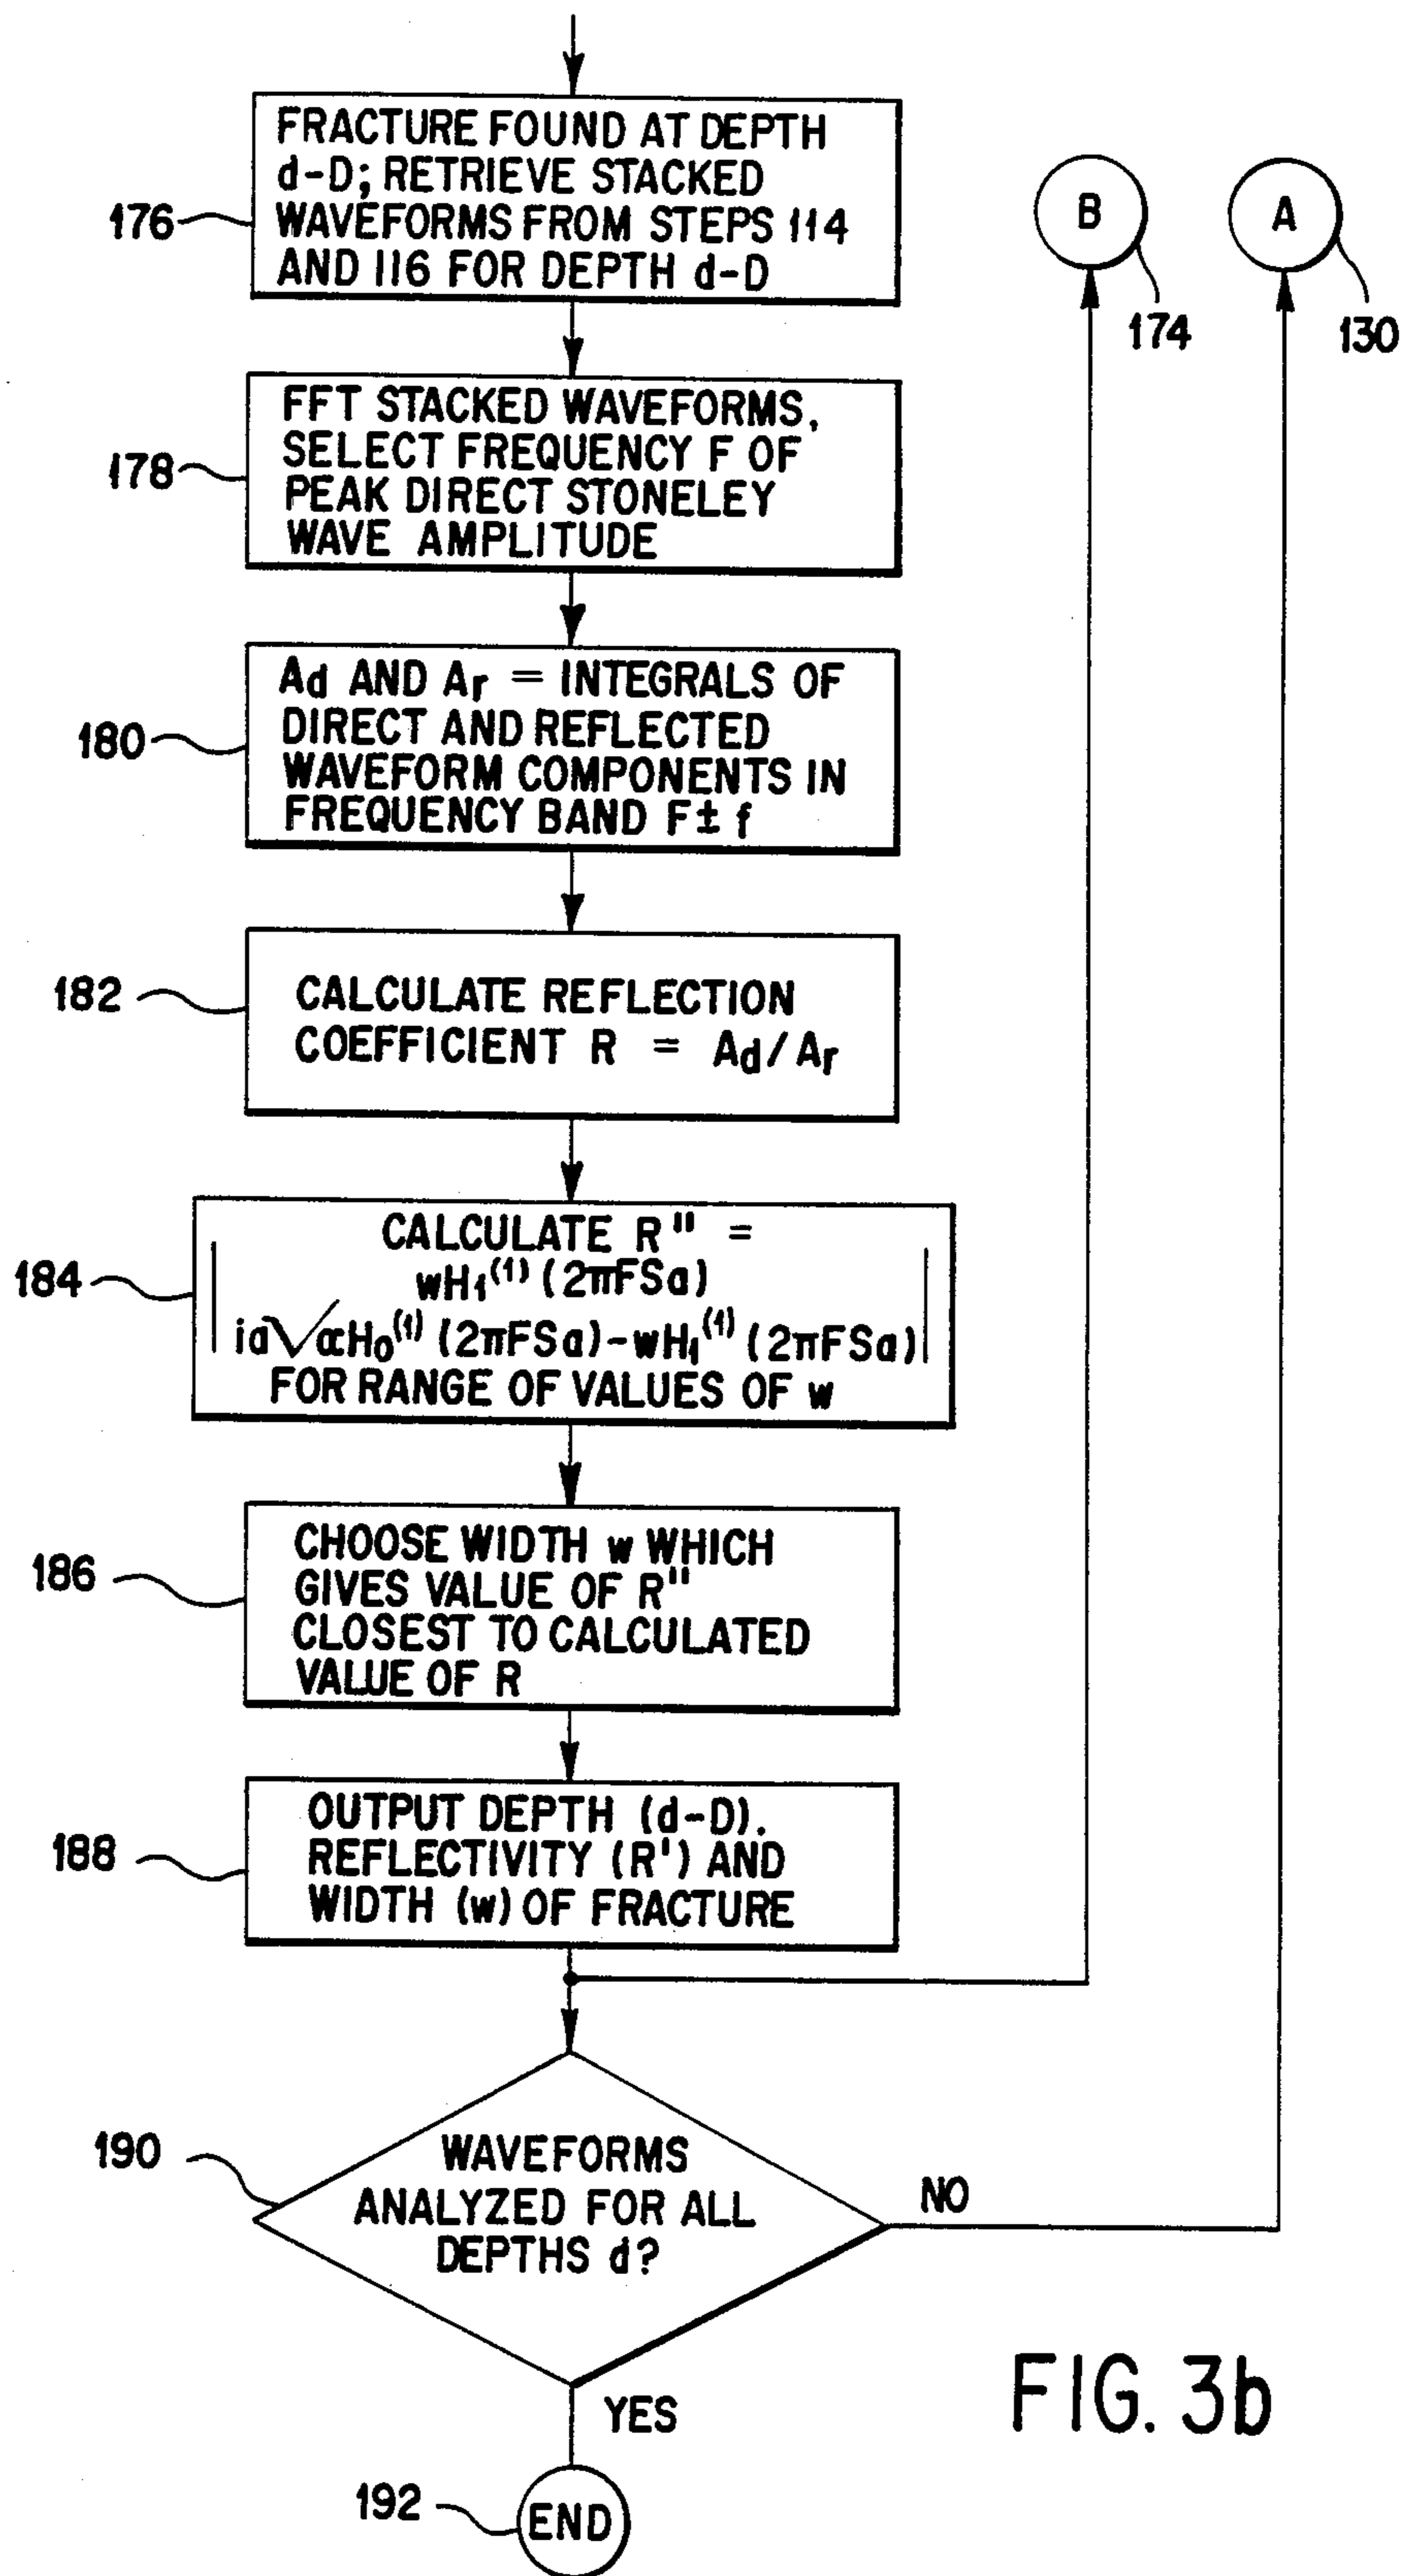 FRACTURE FOUND AT DEPTH
d-D; RETRIEVE STACKED
WAVEFORMS FROM STEPS 114
AND 116 FOR DEPTH d-D
176
B
174
A
130
FFT STACKED WAVEFORMS,
SELECT FREQUENCY F OF
PEAK DIRECT STONELEY
WAVE AMPLITUDE
178
Ad AND Ar = INTEGRALS OF
DIRECT AND REFLECTED
WAVEFORM COMPONENTS IN
FREQUENCY BAND F± f
180
CALCULATE REFLECTION
COEFFICIENT R = Ad/Ar
182
CALCULATE R" =
wH₁⁽¹⁾ (2πFSa)
ia√αH₀⁽¹⁾ (2πFSa)-wH₁⁽¹⁾ (2πFSa)
FOR RANGE OF VALUES OF w
184
CHOOSE WIDTH w WHICH
GIVES VALUE OF R"
CLOSEST TO CALCULATED
VALUE OF R
186
OUTPUT DEPTH (d-D).
REFLECTIVITY (R') AND
WIDTH (w) OF FRACTURE
188
WAVEFORMS
ANALYZED FOR ALL
DEPTHS d?
190
NO
YES
END
192
FIG. 3b